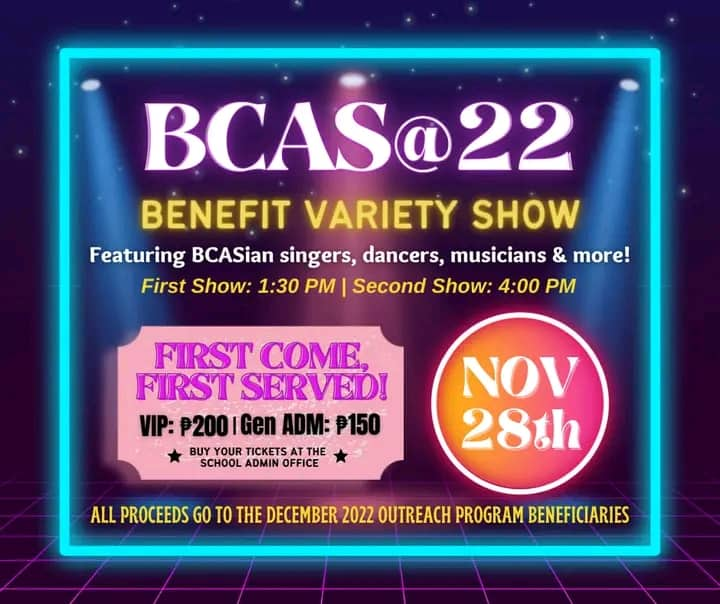 BCAS@22
BENEFIT VARIETY SHOW
Featuring BCASian singers, dancers, musicians & more!
First Show: 1:30 PM | Second Show: 4:00 PM
FIRST COME,
FIRST SERVED!
VIP: ₱200 | Gen ADM: ₱150
★ BUY YOUR TICKETS AT THE ★
SCHOOL ADMIN OFFICE
NOV
28th
ALL PROCEEDS GO TO THE DECEMBER 2022 OUTREACH PROGRAM BENEFICIARIES